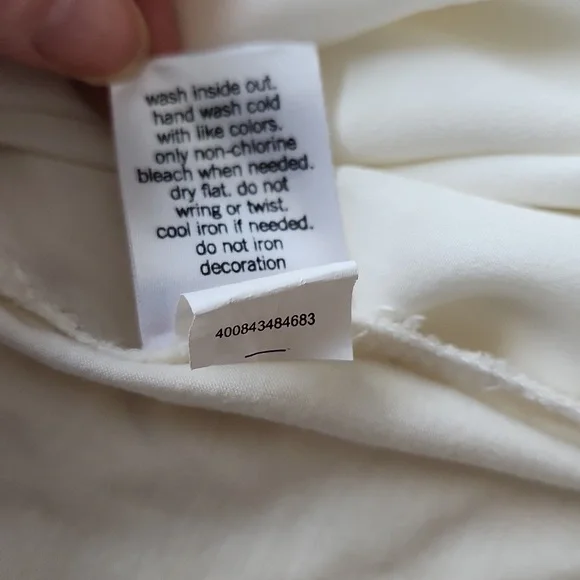 wash inside out.
hand wash cold
with like colors.
only non-chlorine
bleach when needed.
dry flat. do not
wring or twist.
cool iron if needed.
do not iron
decoration
400843484683